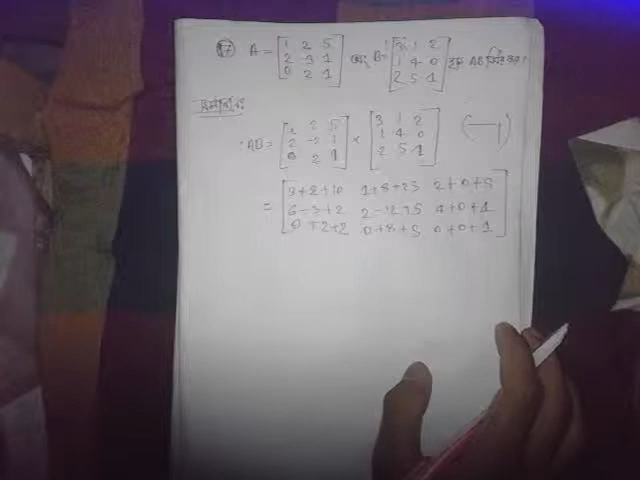 17 A = [1 2 5 B = [3 1 2 হলে AB নির্ণয় কর।
2 -3 1 1 4 0
0 2 1] 2 5 1]
∴ AB = [1 2 5 × [3 1 2
2 -3 1 1 4 0
0 2 1] 2 5 1]
= [3+2+10 1+8+25 2+0+5
6-3+2 2-12+5 4+0+1
0+2+2 0+8+5 0+0+1]